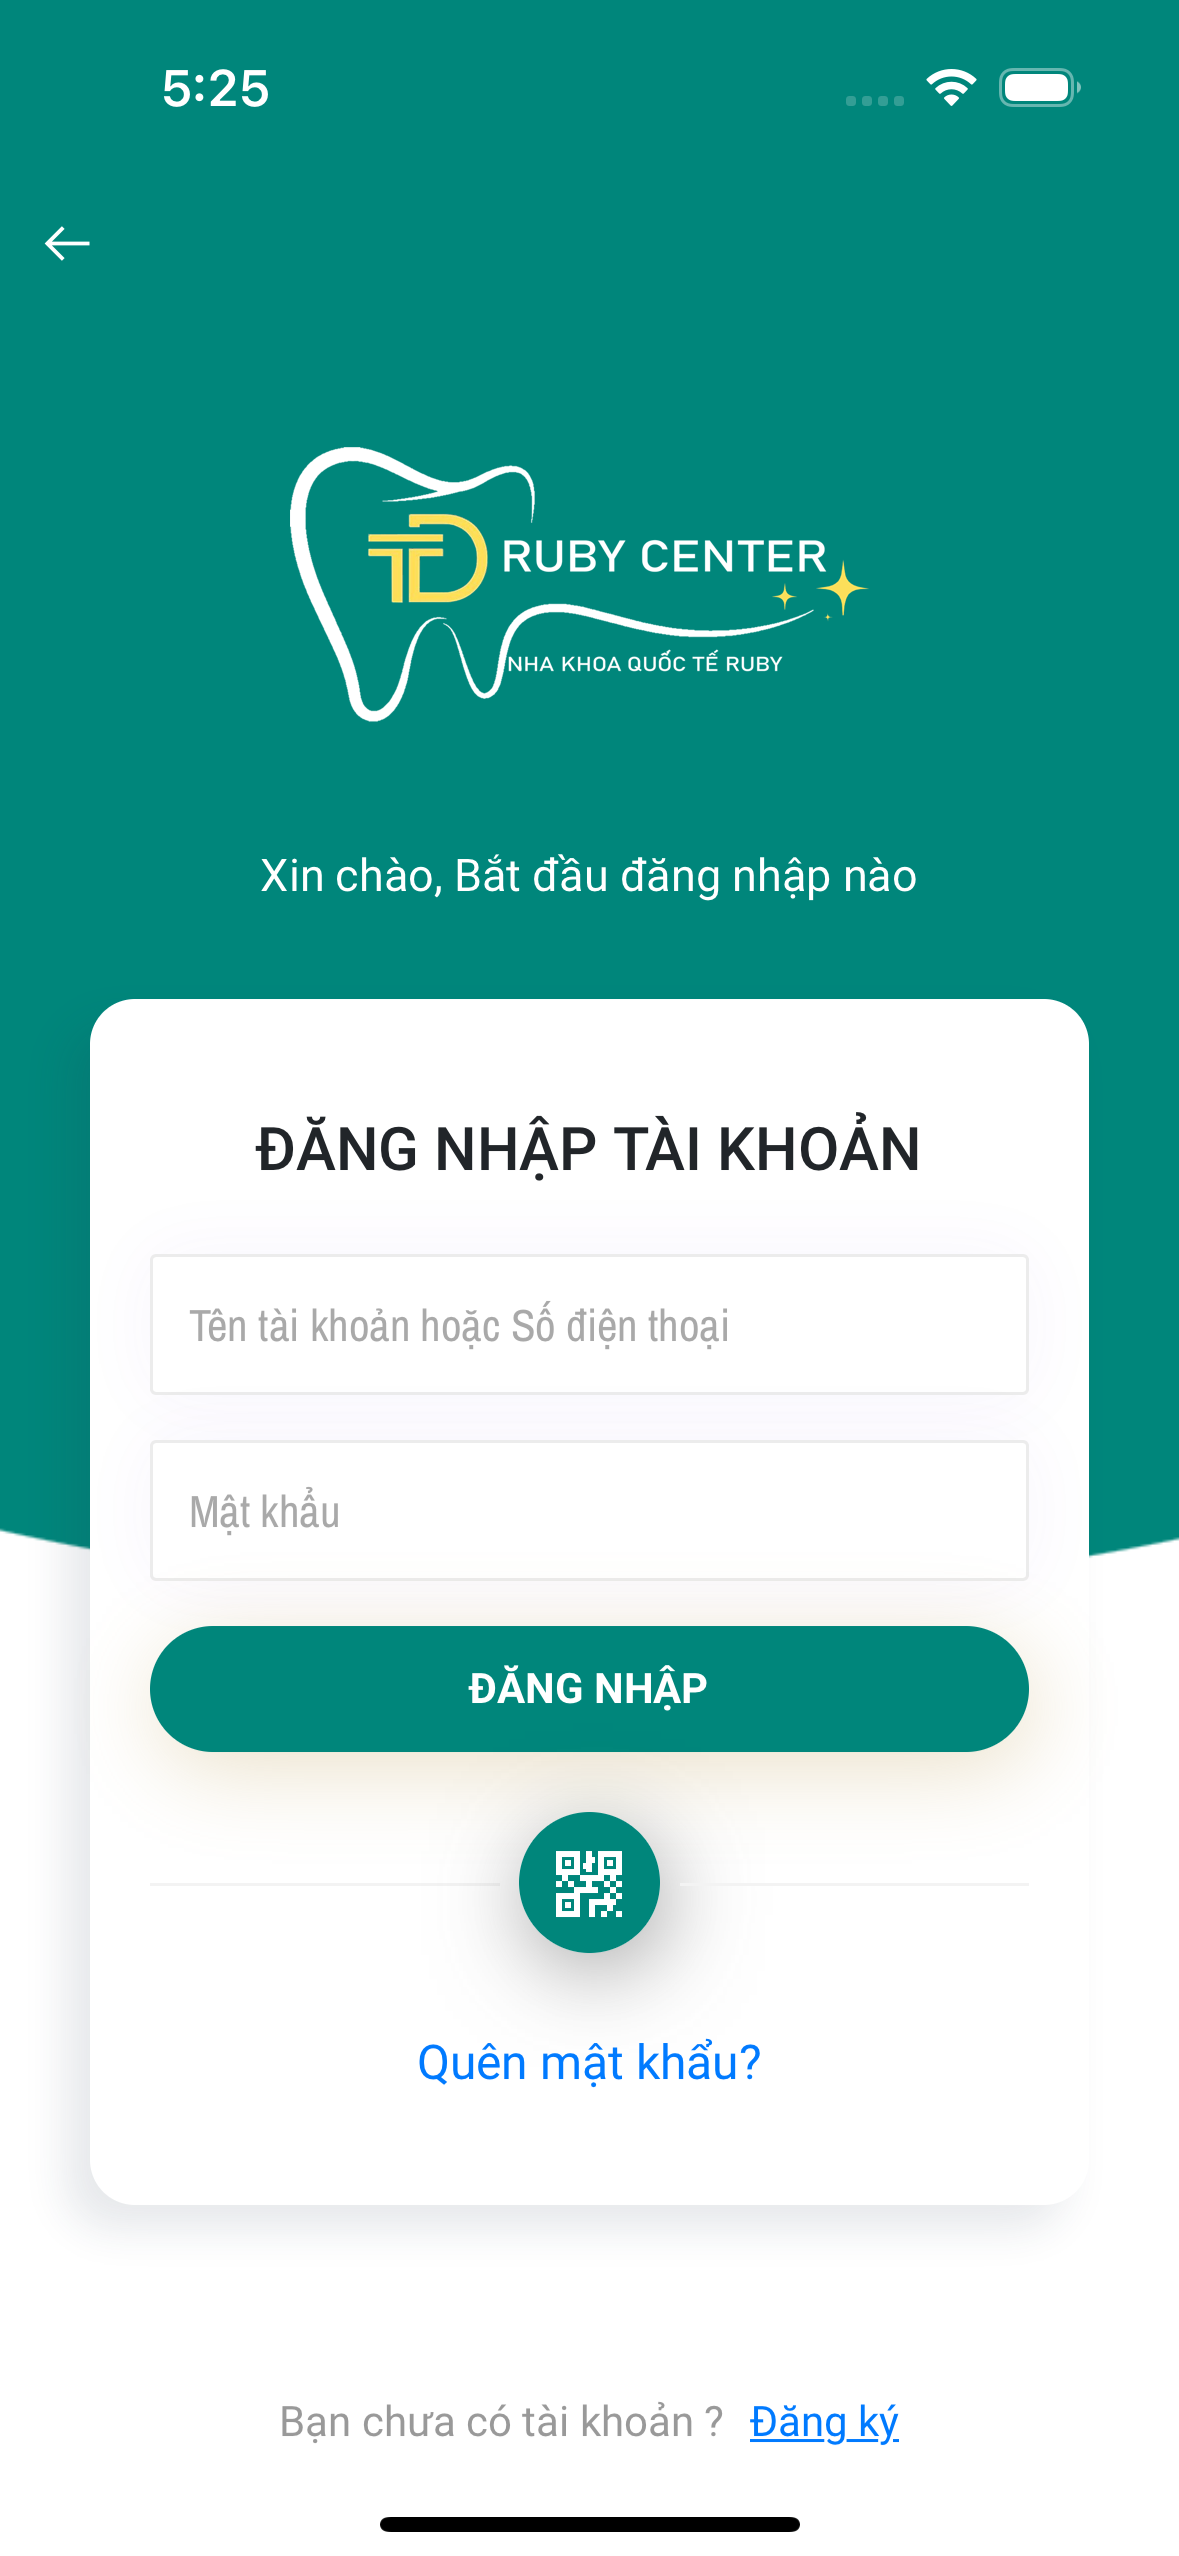 5:25
TD RUBY CENTER
NHA KHOA QUỐC TẾ RUBY
Xin chào, Bắt đầu đăng nhập nào
ĐĂNG NHẬP TÀI KHOẢN
Tên tài khoản hoặc Số điện thoại
Mật khẩu
ĐĂNG NHẬP
Quên mật khẩu?
Bạn chưa có tài khoản ? Đăng ký